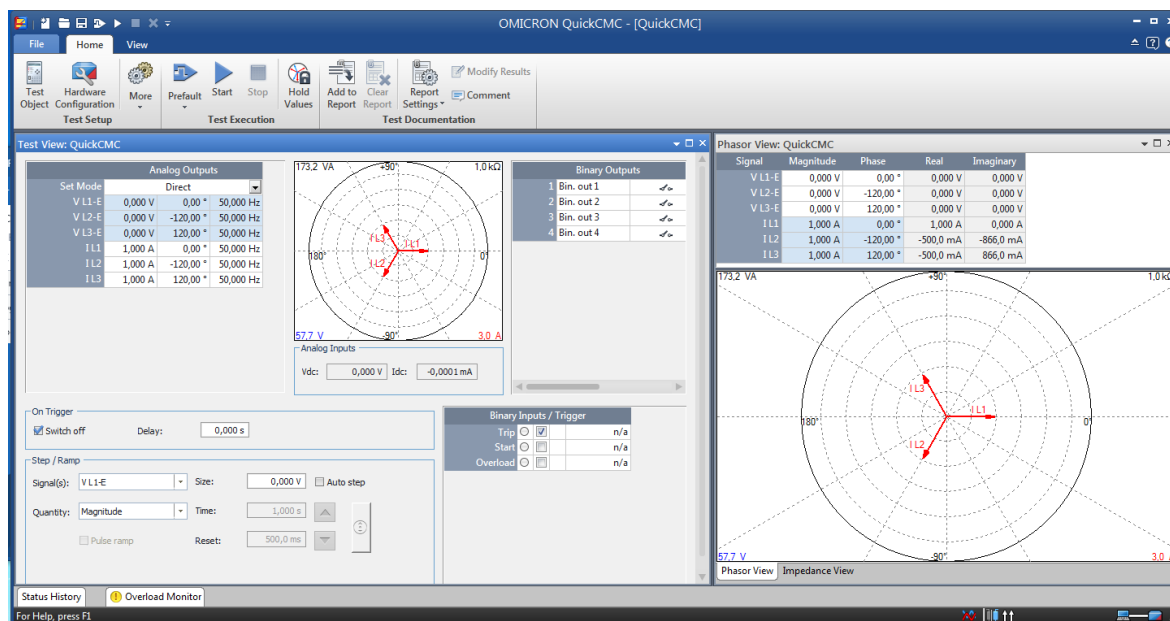 OMICRON QuickCMC - [QuickCMC]
File Home View
Test Object
Hardware Configuration
More
Test Setup
Prefault
Start
Stop
Hold Values
Test Execution
Add to Report
Clear Report
Report Settings
Modify Results
Comment
Test Documentation
Test View: QuickCMC
Analog Outputs
Set Mode Direct
V L1-E 0,000 V 0,00 ° 50,000 Hz
V L2-E 0,000 V -120,00 ° 50,000 Hz
V L3-E 0,000 V 120,00 ° 50,000 Hz
I L1 1,000 A 0,00 ° 50,000 Hz
I L2 1,000 A -120,00 ° 50,000 Hz
I L3 1,000 A 120,00 ° 50,000 Hz
173,2 VA +90° 1,0 kΩ
I L3 I L1
180° 0°
I L2
57,7 V -90° 3,0 A
Analog Inputs
Vdc: 0,000 V Idc: -0,0001 mA
Binary Outputs
1 Bin. out 1
2 Bin. out 2
3 Bin. out 3
4 Bin. out 4
On Trigger
Switch off Delay: 0,000 s
Step / Ramp
Signal(s): V L1-E Size: 0,000 V Auto step
Quantity: Magnitude Time: 1,000 s
Pulse ramp Reset: 500,0 ms
Binary Inputs / Trigger
Trip n/a
Start n/a
Overload n/a
Phasor View: QuickCMC
Signal Magnitude Phase Real Imaginary
V L1-E 0,000 V 0,00 ° 0,000 V 0,000 V
V L2-E 0,000 V -120,00 ° 0,000 V 0,000 V
V L3-E 0,000 V 120,00 ° 0,000 V 0,000 V
I L1 1,000 A 0,00 ° 1,000 A 0,000 A
I L2 1,000 A -120,00 ° -500,0 mA -866,0 mA
I L3 1,000 A 120,00 ° -500,0 mA 866,0 mA
173,2 VA +90° 1,0 kΩ
I L3 I L1
180° 0°
I L2
57,7 V -90° 3,0 A
Phasor View Impedance View
Status History Overload Monitor
For Help, press F1